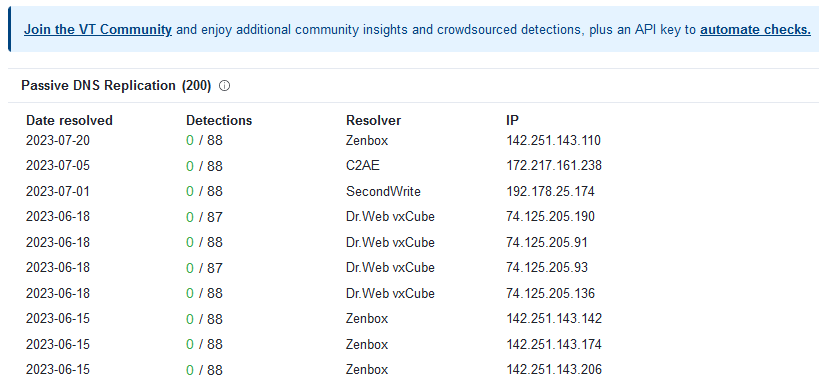 Join the VT Community and enjoy additional community insights and crowdsourced detections, plus an API key to automate checks.
Passive DNS Replication (200)
Date resolved Detections Resolver IP
2023-07-20 0 / 88 Zenbox 142.251.143.110
2023-07-05 0 / 88 C2AE 172.217.161.238
2023-07-01 0 / 88 SecondWrite 192.178.25.174
2023-06-18 0 / 87 Dr.Web vxCube 74.125.205.190
2023-06-18 0 / 88 Dr.Web vxCube 74.125.205.91
2023-06-18 0 / 87 Dr.Web vxCube 74.125.205.93
2023-06-18 0 / 88 Dr.Web vxCube 74.125.205.136
2023-06-15 0 / 88 Zenbox 142.251.143.142
2023-06-15 0 / 88 Zenbox 142.251.143.174
2023-06-15 0 / 88 Zenbox 142.251.143.206